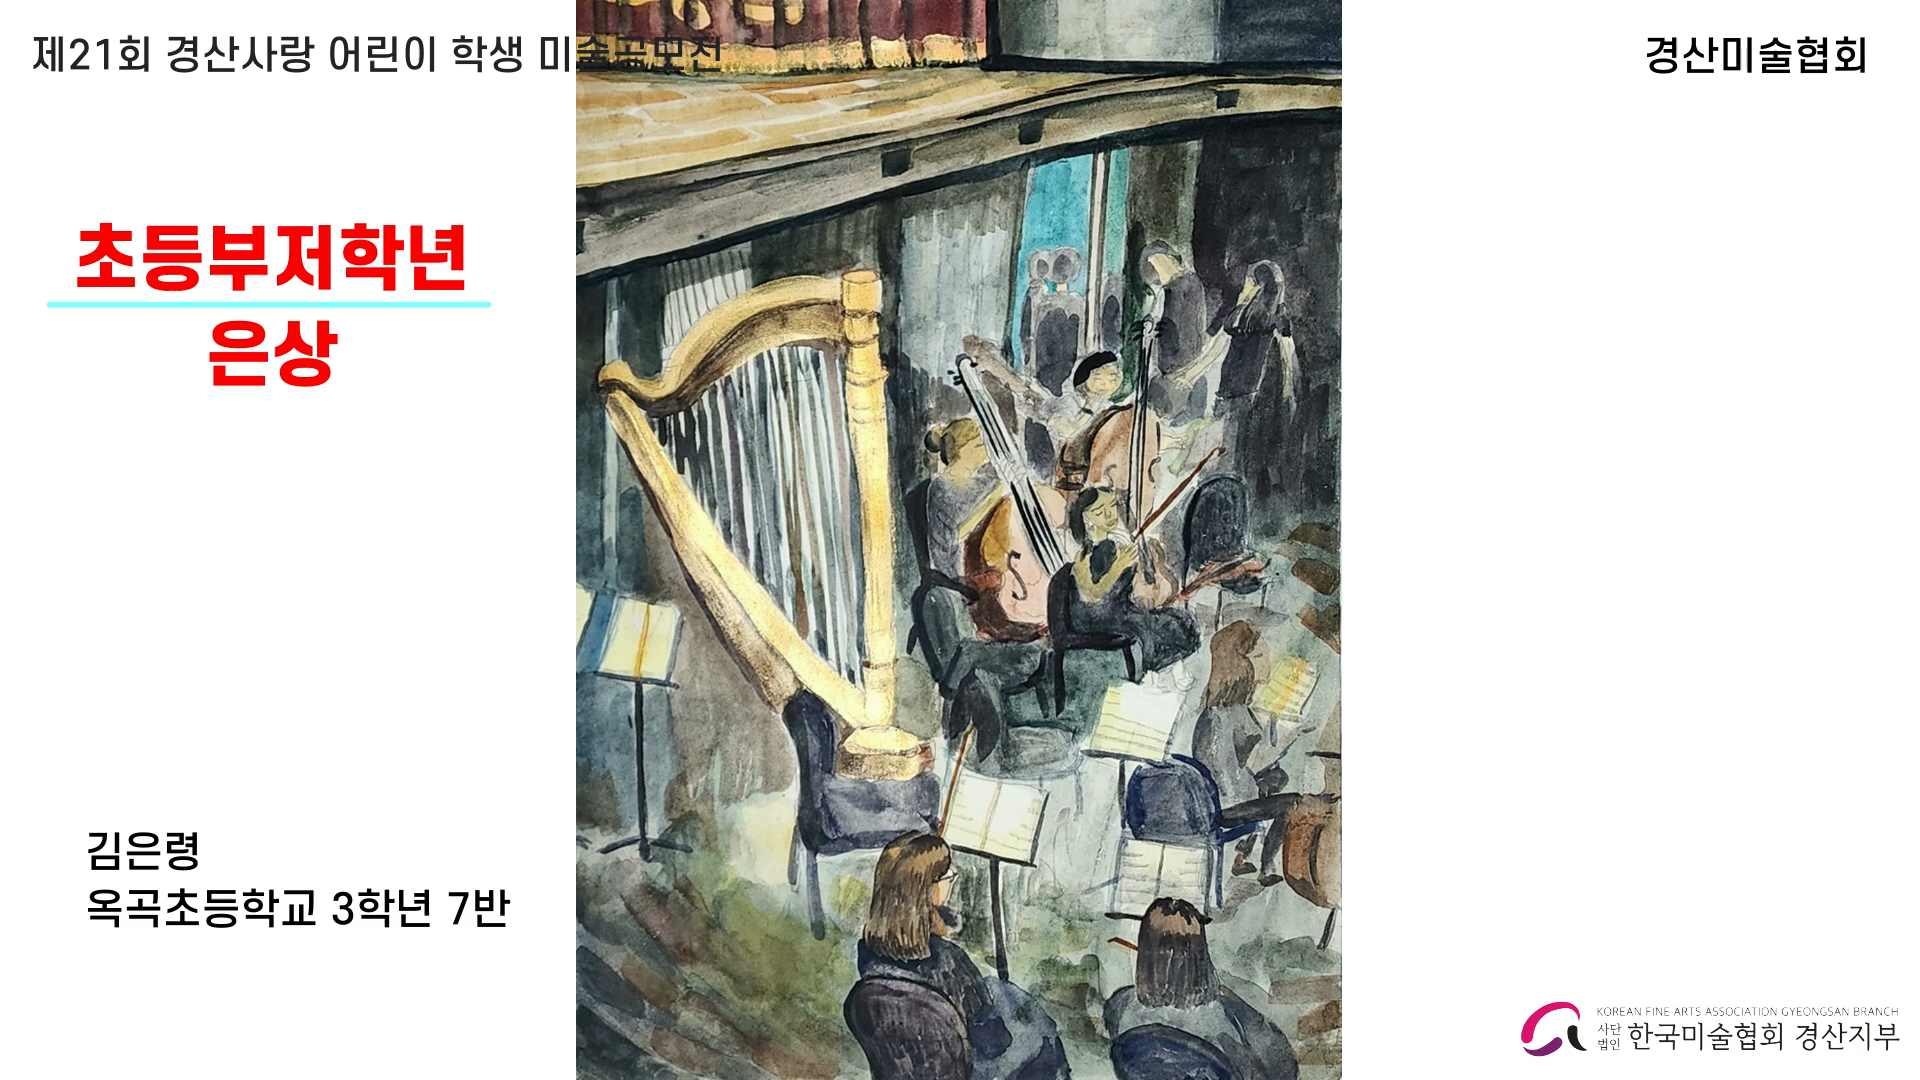 제21회 경산사랑 어린이 학생 미술공모전
경산미술협회
초등부저학년
은상
김은령
옥곡초등학교 3학년 7반
KOREAN FINE ARTS ASSOCIATION GYEONGSAN BRANCH
사단법인 한국미술협회 경산지부